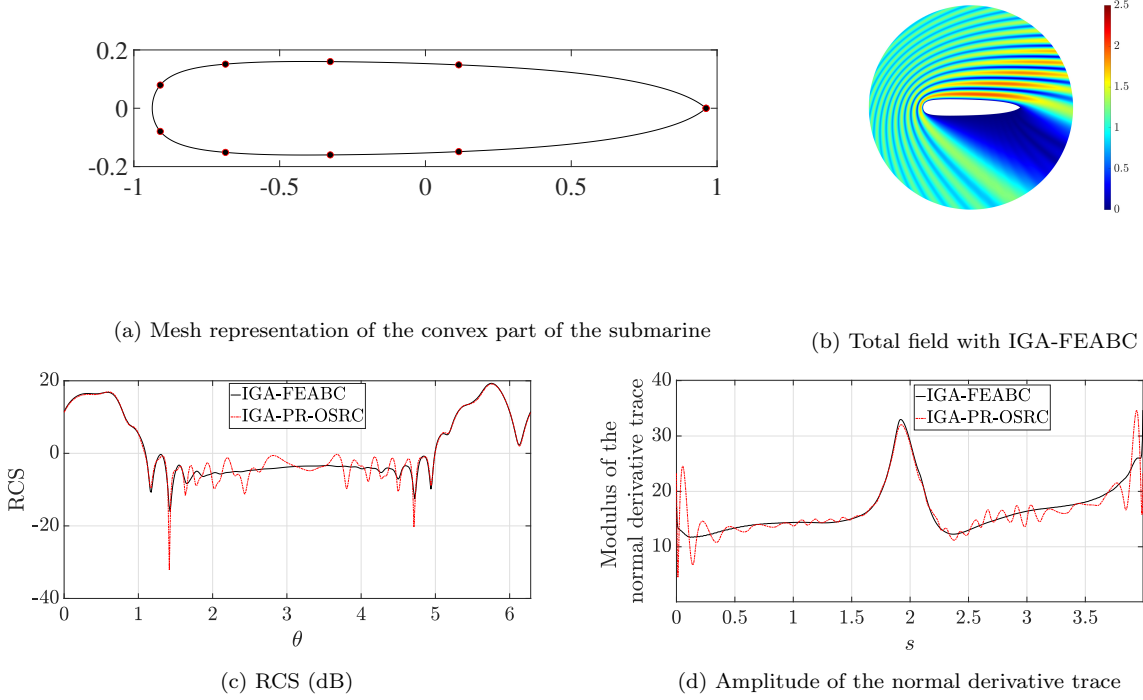 0.2
0
-0.2
-1
-0.5
0
0.5
1
2.5
2
1.5
1
0.5
0
(a) Mesh representation of the convex part of the submarine
(b) Total field with IGA-FEABC
20
0
-20
-40
RCS
IGA-FEABC
IGA-PR-OSRC
0
1
2
3
4
5
6
θ
(c) RCS (dB)
40
30
20
10
Modulus of the
normal derivative trace
IGA-FEABC
IGA-PR-OSRC
0
0.5
1
1.5
2
2.5
3
3.5
s
(d) Amplitude of the normal derivative trace